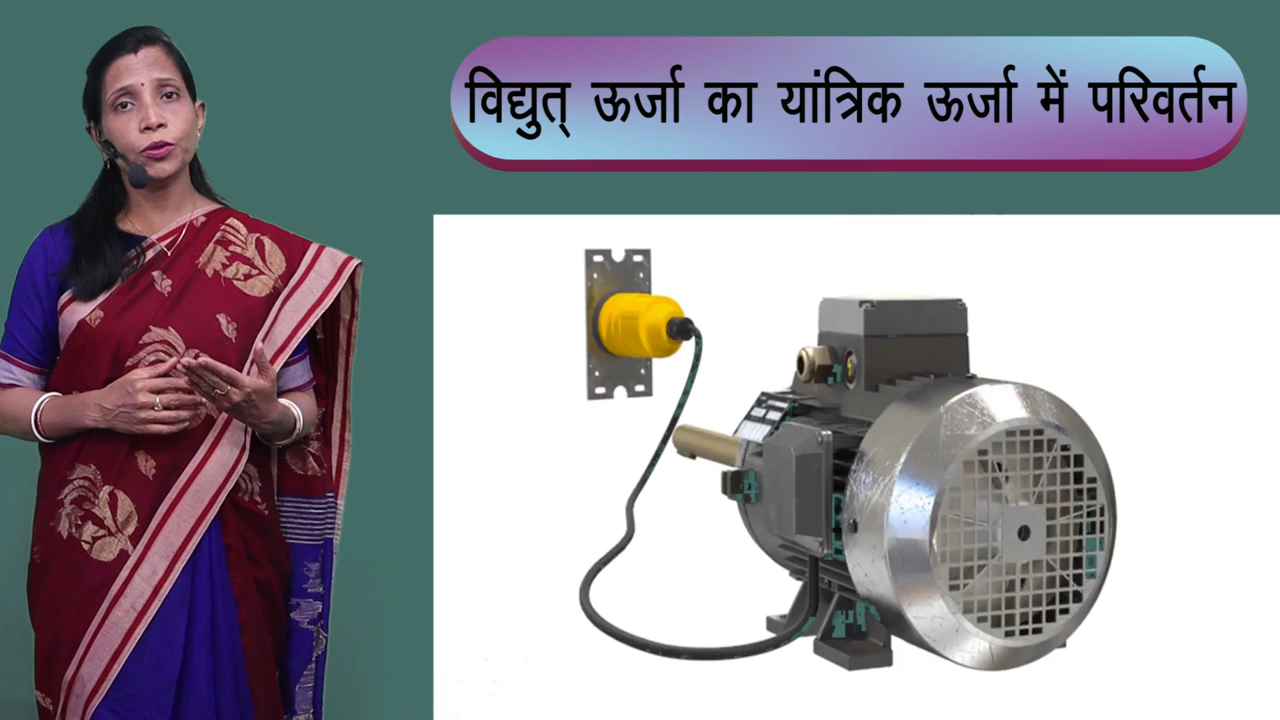 विद्युत् ऊर्जा का यांत्रिक ऊर्जा में परिवर्तन